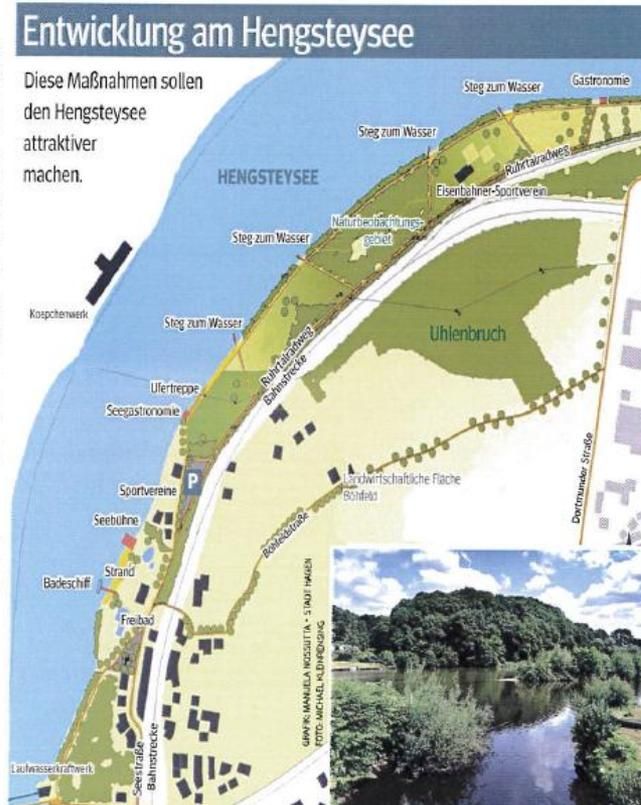 Entwicklung am Hengsteysee
Diese Maßnahmen sollen
den Hengsteysee
attraktiver
machen.
Gastronomie
Steg zum Wasser
Steg zum Wasser
Ruhrtalradweg
HENGSTEYSEE
Eisenbahner-Sportverein
Naturbeobachtungs-
gebiet
Steg zum Wasser
Koepchenwerk
Steg zum Wasser
Uhlenbruch
Ruhrtalradweg
Bahnstrecke
Ufertreppe
Seegastronomie
Dortmunder Straße
P
Landwirtschaftliche Fläche
Böhfeld
Sportvereine
Böhfeldstraße
Seebühne
Strand
Badeschiff
Freibad
GRAFIK: MANUELA NOSSUTTA - STADT HAGEN
FOTO: MICHAEL KLEINRENSING
Laufwasserkraftwerk
Seestraße
Bahnstrecke